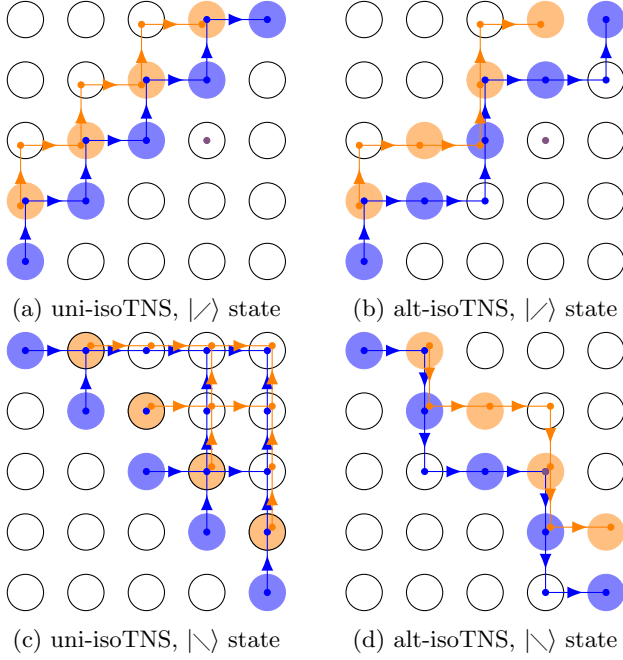 (a) uni-isoTNS, |⟋⟩ state
(b) alt-isoTNS, |⟋⟩ state
(c) uni-isoTNS, |⟍⟩ state
(d) alt-isoTNS, |⟍⟩ state